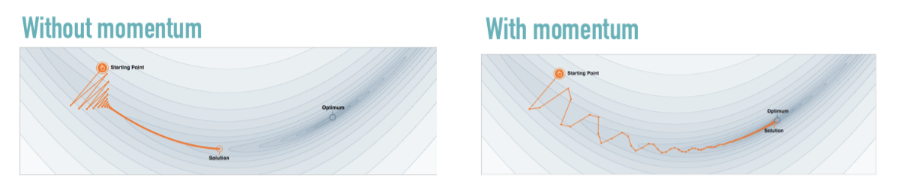 Without momentum
Starting Point
Optimum
Solution
With momentum
Starting Point
Optimum
Solution